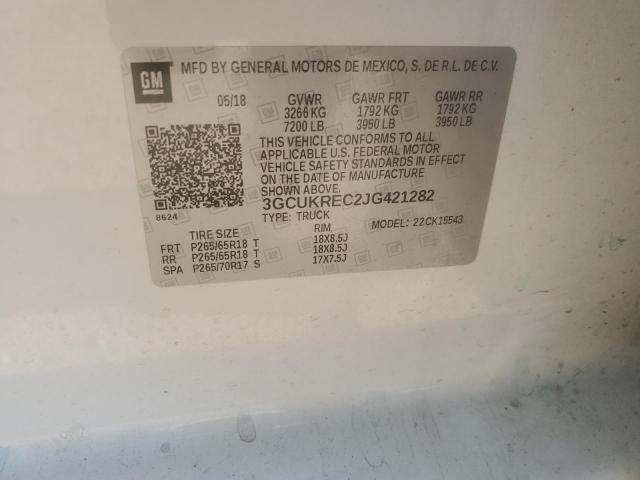 GM
MFD BY GENERAL MOTORS DE MEXICO, S. DE R.L. DE C.V.
05/18 GVWR GAWR FRT GAWR RR
3266 KG 1792 KG 1792 KG
7200 LB 3950 LB 3950 LB
THIS VEHICLE CONFORMS TO ALL
APPLICABLE U.S. FEDERAL MOTOR
VEHICLE SAFETY STANDARDS IN EFFECT
ON THE DATE OF MANUFACTURE
SHOWN ABOVE.
8624
3GCUKREC2JG421282
TYPE: TRUCK MODEL: 22CK15543
TIRE SIZE RIM
FRT P265/65R18 T 18X8.5J
RR P265/65R18 T 18X8.5J
SPA P265/70R17 S 17X7.5J